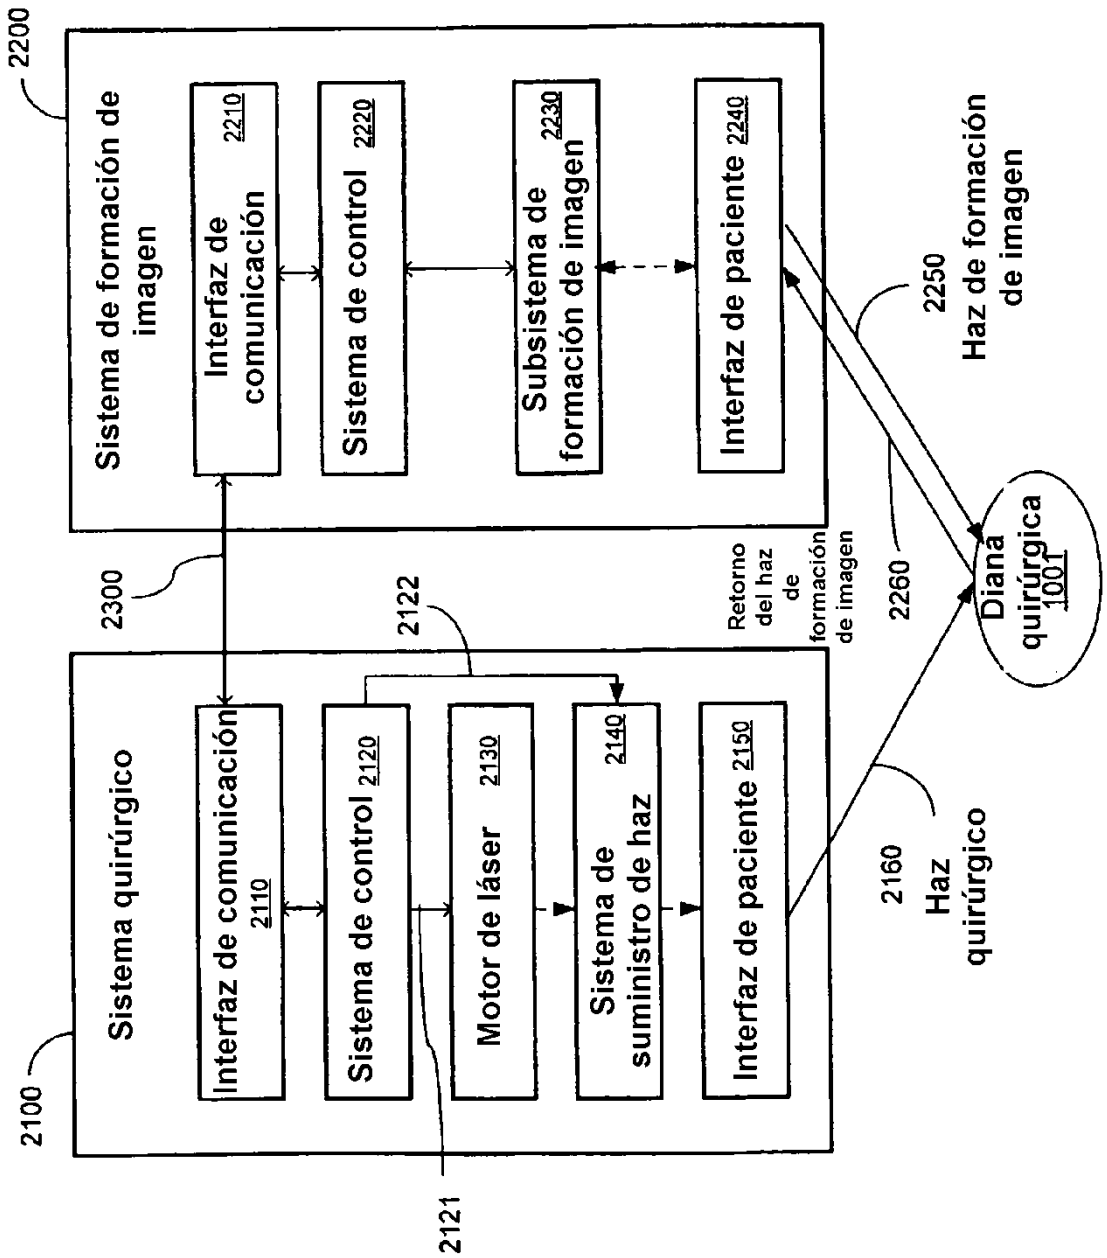 2100
Sistema quirúrgico
Interfaz de comunicación
2110
Sistema de control
2120
2121
2122
Motor de láser
2130
Sistema de
suministro de haz
2140
Interfaz de paciente
2150
2160
Haz
quirúrgico
2300
2200
Sistema de formación de
imagen
Interfaz de
comunicación
2210
Sistema de control
2220
Subsistema de
formación de imagen
2230
Interfaz de paciente
2240
Retorno
del haz
de
formación
de imagen
2260
2250
Haz de formación
de imagen
Diana
quirúrgica
1001